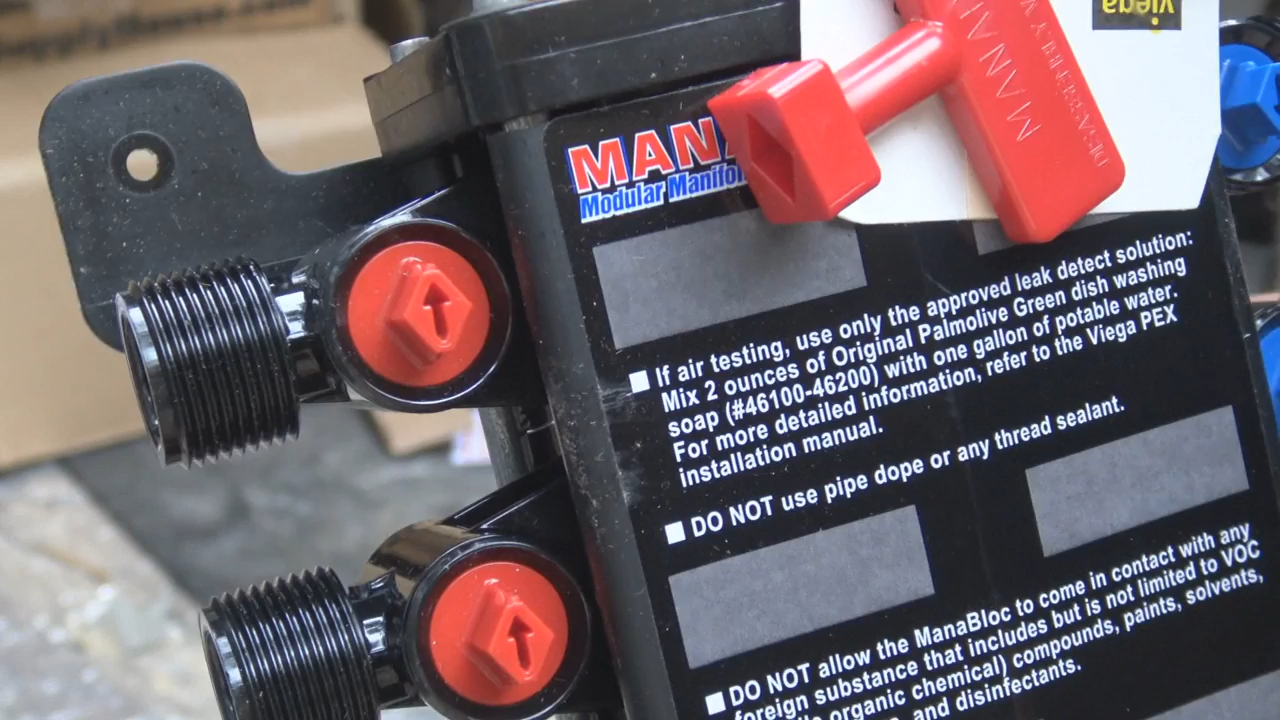 viega
MANA
MAN
Modular Manifol
If air testing, use only the approved leak detect solution:
Mix 2 ounces of Original Palmolive Green dish washing
soap (#46100-46200) with one gallon of potable water.
For more detailed information, refer to the Viega PEX
installation manual.
DO NOT use pipe dope or any thread sealant.
DO NOT allow the ManaBloc to come in contact with any
foreign substance that includes but is not limited to VOC
organic chemical) compounds, paints, solvents,
and disinfectants.